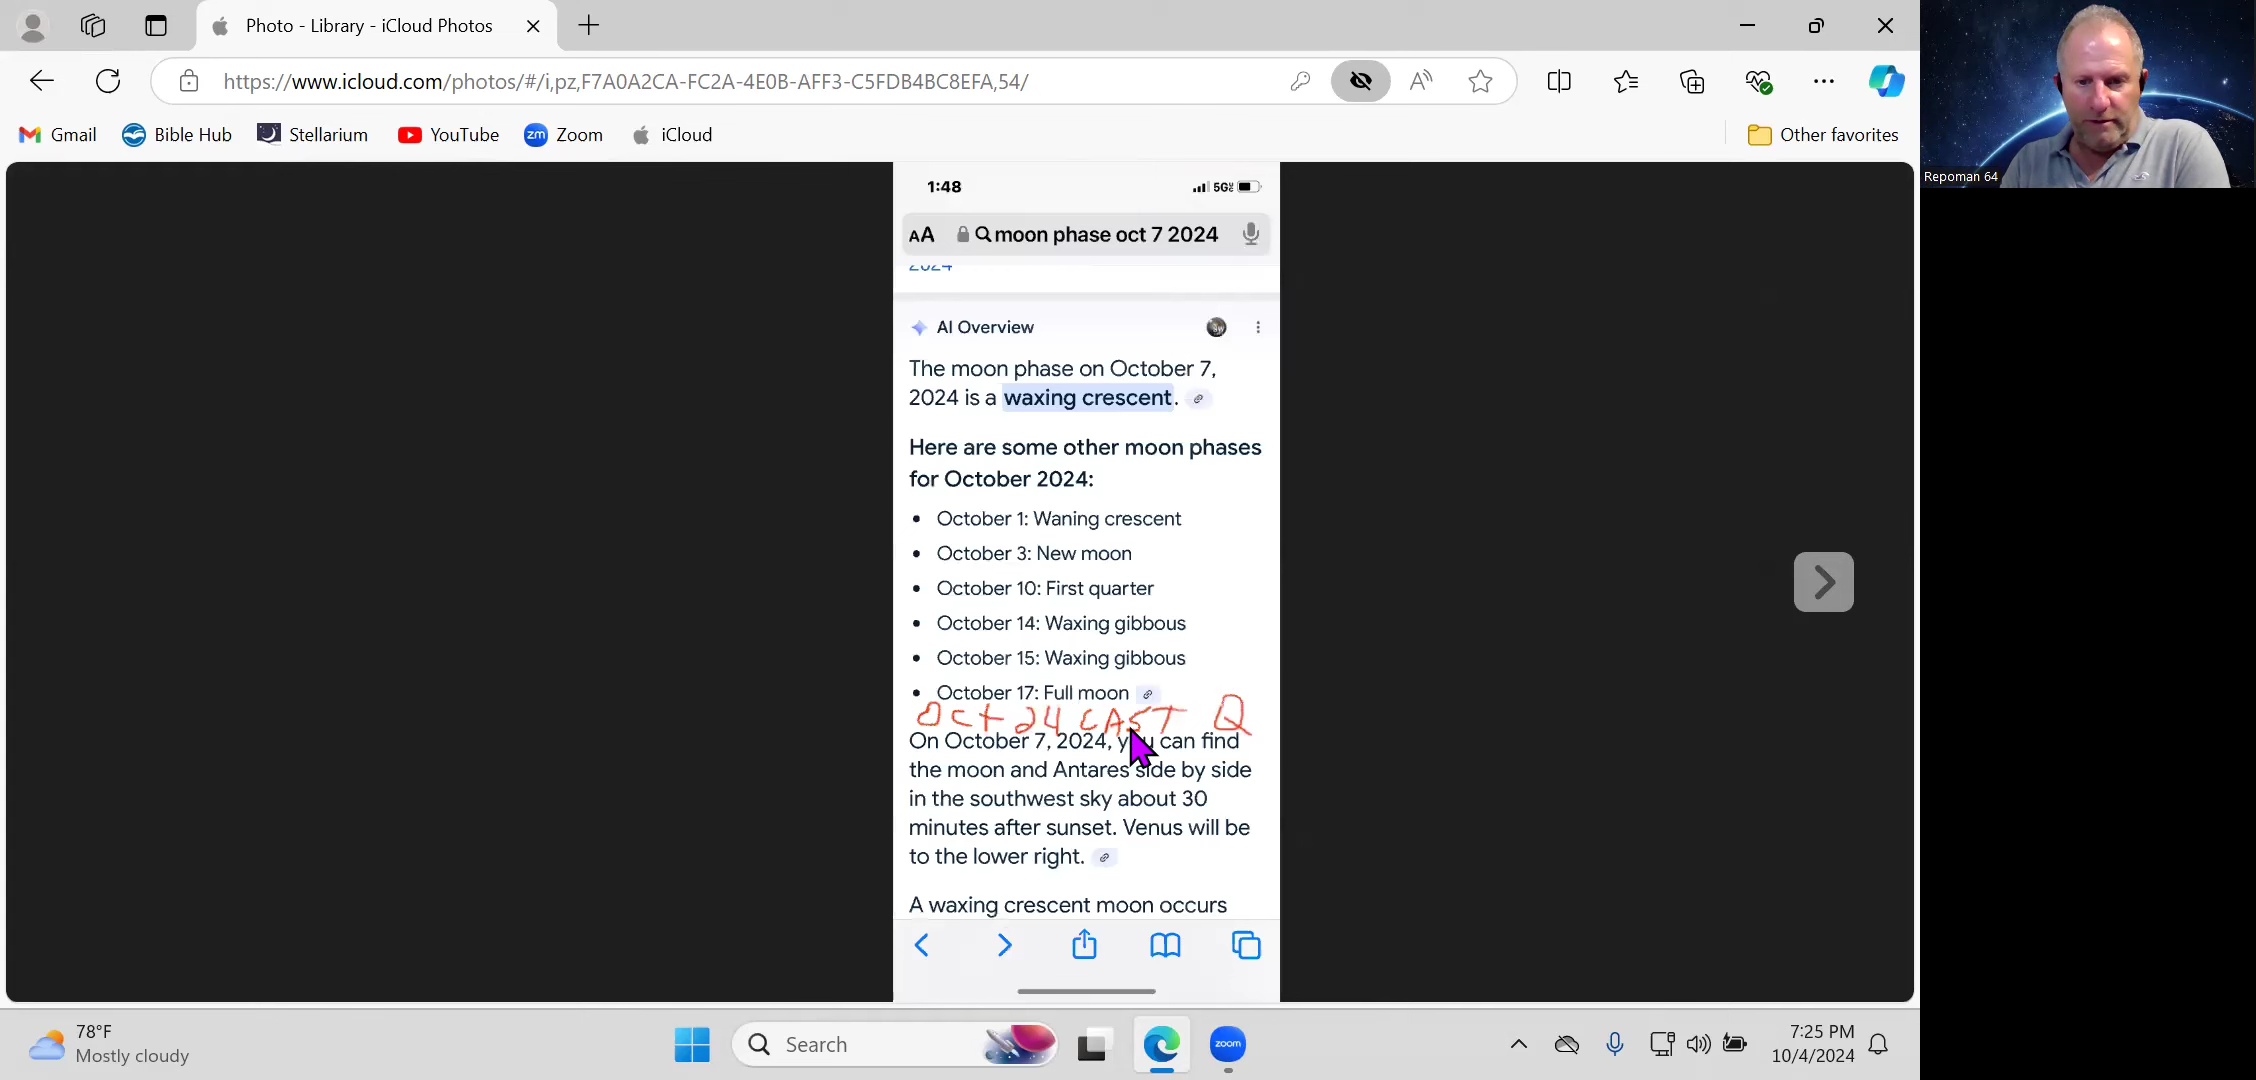 Photo - Library - iCloud Photos
https://www.icloud.com/photos/#/i,pz,F7A0A2CA-FC2A-4E0B-AFF3-C5FDB4BC8EFA,54/
Gmail Bible Hub Stellarium YouTube zm Zoom iCloud Other favorites
Repoman 64
1:48 5G
AA moon phase oct 7 2024
2024
AI Overview
The moon phase on October 7,
2024 is a waxing crescent.
Here are some other moon phases
for October 2024:
• October 1: Waning crescent
• October 3: New moon
• October 10: First quarter
• October 14: Waxing gibbous
• October 15: Waxing gibbous
• October 17: Full moon
OCT 24 LAST Q
On October 7, 2024, you can find
the moon and Antares side by side
in the southwest sky about 30
minutes after sunset. Venus will be
to the lower right.
A waxing crescent moon occurs
78°F
Mostly cloudy
Search
zoom
7:25 PM
10/4/2024